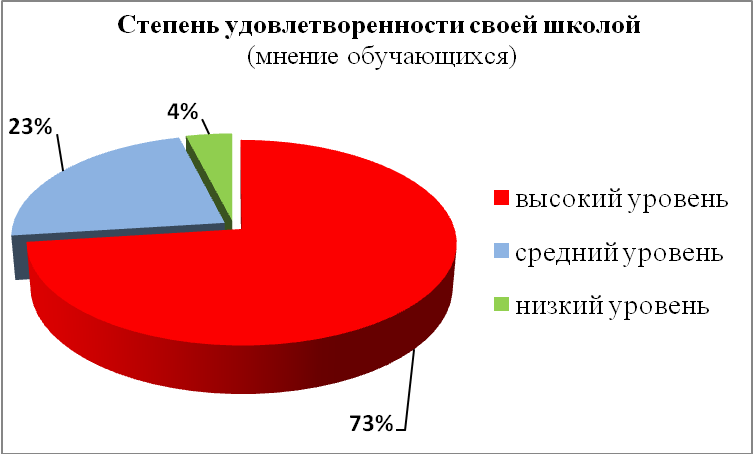 Степень удовлетворенности своей школой
(мнение обучающихся)
4%
23%
высокий уровень
средний уровень
низкий уровень
73%